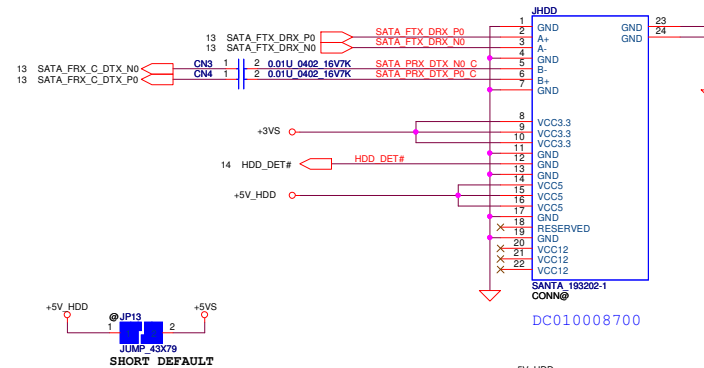 JHDD
13 SATA_FTX_DRX_P0 SATA_FTX_DRX_P0
13 SATA_FTX_DRX_N0 SATA_FTX_DRX_N0
13 SATA_FRX_C_DTX_N0 CN3 1 2 0.01U_0402_16V7K SATA_PRX_DTX_N0_C
13 SATA_FRX_C_DTX_P0 CN4 1 2 0.01U_0402_16V7K SATA_PRX_DTX_P0_C
1 GND GND 23
2 A+ GND 24
3 A-
4 GND
5 B-
6 B+
7 GND
+3VS
8 VCC3.3
9 VCC3.3
10 VCC3.3
11 GND
14 HDD_DET# HDD_DET# 12 GND
13 GND
14 VCC5
+5V_HDD 15 VCC5
16 VCC5
17 GND
18 RESERVED
19 GND
20 VCC12
21 VCC12
22 VCC12
SANTA_193202-1
CONN@
DC010008700
+5V_HDD +5VS
@JP13
1 2
JUMP_43X79
SHORT DEFAULT